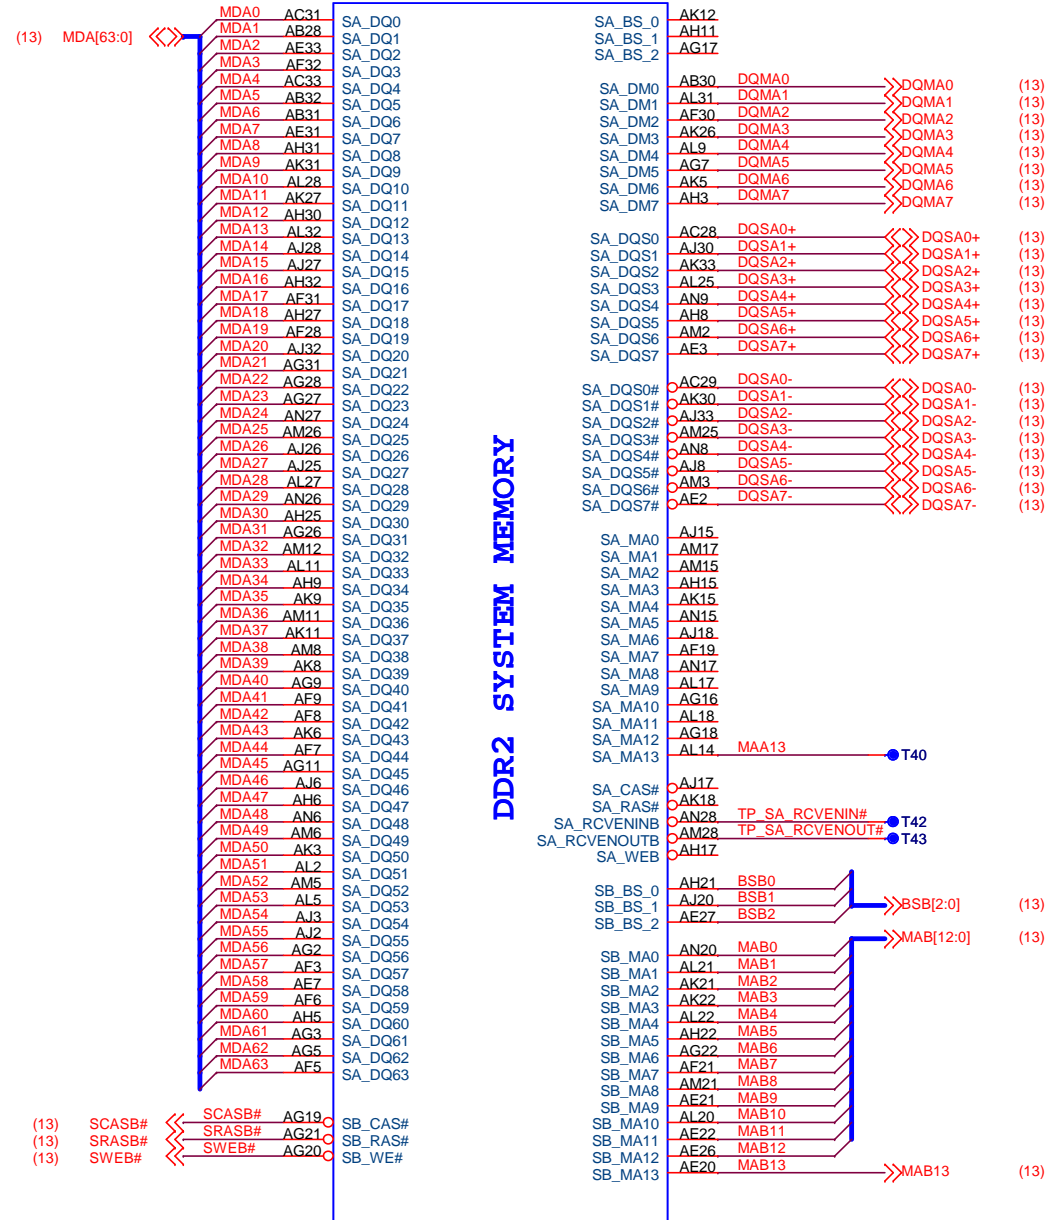 (13) MDA[63:0]
MDA0 AC31 SA_DQ0
MDA1 AB28 SA_DQ1
MDA2 AE33 SA_DQ2
MDA3 AF32 SA_DQ3
MDA4 AC33 SA_DQ4
MDA5 AB32 SA_DQ5
MDA6 AB31 SA_DQ6
MDA7 AE31 SA_DQ7
MDA8 AH31 SA_DQ8
MDA9 AK31 SA_DQ9
MDA10 AL28 SA_DQ10
MDA11 AK27 SA_DQ11
MDA12 AH30 SA_DQ12
MDA13 AL32 SA_DQ13
MDA14 AJ28 SA_DQ14
MDA15 AJ27 SA_DQ15
MDA16 AH32 SA_DQ16
MDA17 AF31 SA_DQ17
MDA18 AH27 SA_DQ18
MDA19 AF28 SA_DQ19
MDA20 AJ32 SA_DQ20
MDA21 AG31 SA_DQ21
MDA22 AG28 SA_DQ22
MDA23 AG27 SA_DQ23
MDA24 AN27 SA_DQ24
MDA25 AM26 SA_DQ25
MDA26 AJ26 SA_DQ26
MDA27 AJ25 SA_DQ27
MDA28 AL27 SA_DQ28
MDA29 AN26 SA_DQ29
MDA30 AH25 SA_DQ30
MDA31 AG26 SA_DQ31
MDA32 AM12 SA_DQ32
MDA33 AL11 SA_DQ33
MDA34 AH9 SA_DQ34
MDA35 AK9 SA_DQ35
MDA36 AM11 SA_DQ36
MDA37 AK11 SA_DQ37
MDA38 AM8 SA_DQ38
MDA39 AK8 SA_DQ39
MDA40 AG9 SA_DQ40
MDA41 AF9 SA_DQ41
MDA42 AF8 SA_DQ42
MDA43 AK6 SA_DQ43
MDA44 AF7 SA_DQ44
MDA45 AG11 SA_DQ45
MDA46 AJ6 SA_DQ46
MDA47 AH6 SA_DQ47
MDA48 AN6 SA_DQ48
MDA49 AM6 SA_DQ49
MDA50 AK3 SA_DQ50
MDA51 AL2 SA_DQ51
MDA52 AM5 SA_DQ52
MDA53 AL5 SA_DQ53
MDA54 AJ3 SA_DQ54
MDA55 AJ2 SA_DQ55
MDA56 AG2 SA_DQ56
MDA57 AF3 SA_DQ57
MDA58 AE7 SA_DQ58
MDA59 AF6 SA_DQ59
MDA60 AH5 SA_DQ60
MDA61 AG3 SA_DQ61
MDA62 AG5 SA_DQ62
MDA63 AF5 SA_DQ63
(13) SCASB# SCASB# AG19 SB_CAS#
(13) SRASB# SRASB# AG21 SB_RAS#
(13) SWEB# SWEB# AG20 SB_WE#
DDR2 SYSTEM MEMORY
SA_BS_0 AK12
SA_BS_1 AH11
SA_BS_2 AG17
SA_DM0 AB30 DQMA0 DQMA0 (13)
SA_DM1 AL31 DQMA1 DQMA1 (13)
SA_DM2 AF30 DQMA2 DQMA2 (13)
SA_DM3 AK26 DQMA3 DQMA3 (13)
SA_DM4 AL9 DQMA4 DQMA4 (13)
SA_DM5 AG7 DQMA5 DQMA5 (13)
SA_DM6 AK5 DQMA6 DQMA6 (13)
SA_DM7 AH3 DQMA7 DQMA7 (13)
SA_DQS0 AC28 DQSA0+ DQSA0+ (13)
SA_DQS1 AJ30 DQSA1+ DQSA1+ (13)
SA_DQS2 AK33 DQSA2+ DQSA2+ (13)
SA_DQS3 AL25 DQSA3+ DQSA3+ (13)
SA_DQS4 AN9 DQSA4+ DQSA4+ (13)
SA_DQS5 AH8 DQSA5+ DQSA5+ (13)
SA_DQS6 AM2 DQSA6+ DQSA6+ (13)
SA_DQS7 AE3 DQSA7+ DQSA7+ (13)
SA_DQS0# AC29 DQSA0- DQSA0- (13)
SA_DQS1# AK30 DQSA1- DQSA1- (13)
SA_DQS2# AJ33 DQSA2- DQSA2- (13)
SA_DQS3# AM25 DQSA3- DQSA3- (13)
SA_DQS4# AN8 DQSA4- DQSA4- (13)
SA_DQS5# AJ8 DQSA5- DQSA5- (13)
SA_DQS6# AM3 DQSA6- DQSA6- (13)
SA_DQS7# AE2 DQSA7- DQSA7- (13)
SA_MA0 AJ15
SA_MA1 AM17
SA_MA2 AM15
SA_MA3 AH15
SA_MA4 AK15
SA_MA5 AN15
SA_MA6 AJ18
SA_MA7 AF19
SA_MA8 AN17
SA_MA9 AL17
SA_MA10 AG16
SA_MA11 AL18
SA_MA12 AG18
SA_MA13 AL14 MAA13 T40
SA_CAS# AJ17
SA_RAS# AK18
SA_RCVENINB AN28 TP_SA_RCVENIN# T42
SA_RCVENOUTB AM28 TP_SA_RCVENOUT# T43
SA_WEB AH17
SB_BS_0 AH21 BSB0
SB_BS_1 AJ20 BSB1 BSB[2:0] (13)
SB_BS_2 AE27 BSB2
MAB[12:0] (13)
SB_MA0 AN20 MAB0
SB_MA1 AL21 MAB1
SB_MA2 AK21 MAB2
SB_MA3 AK22 MAB3
SB_MA4 AL22 MAB4
SB_MA5 AH22 MAB5
SB_MA6 AG22 MAB6
SB_MA7 AF21 MAB7
SB_MA8 AM21 MAB8
SB_MA9 AE21 MAB9
SB_MA10 AL20 MAB10
SB_MA11 AE22 MAB11
SB_MA12 AE26 MAB12
SB_MA13 AE20 MAB13 MAB13 (13)